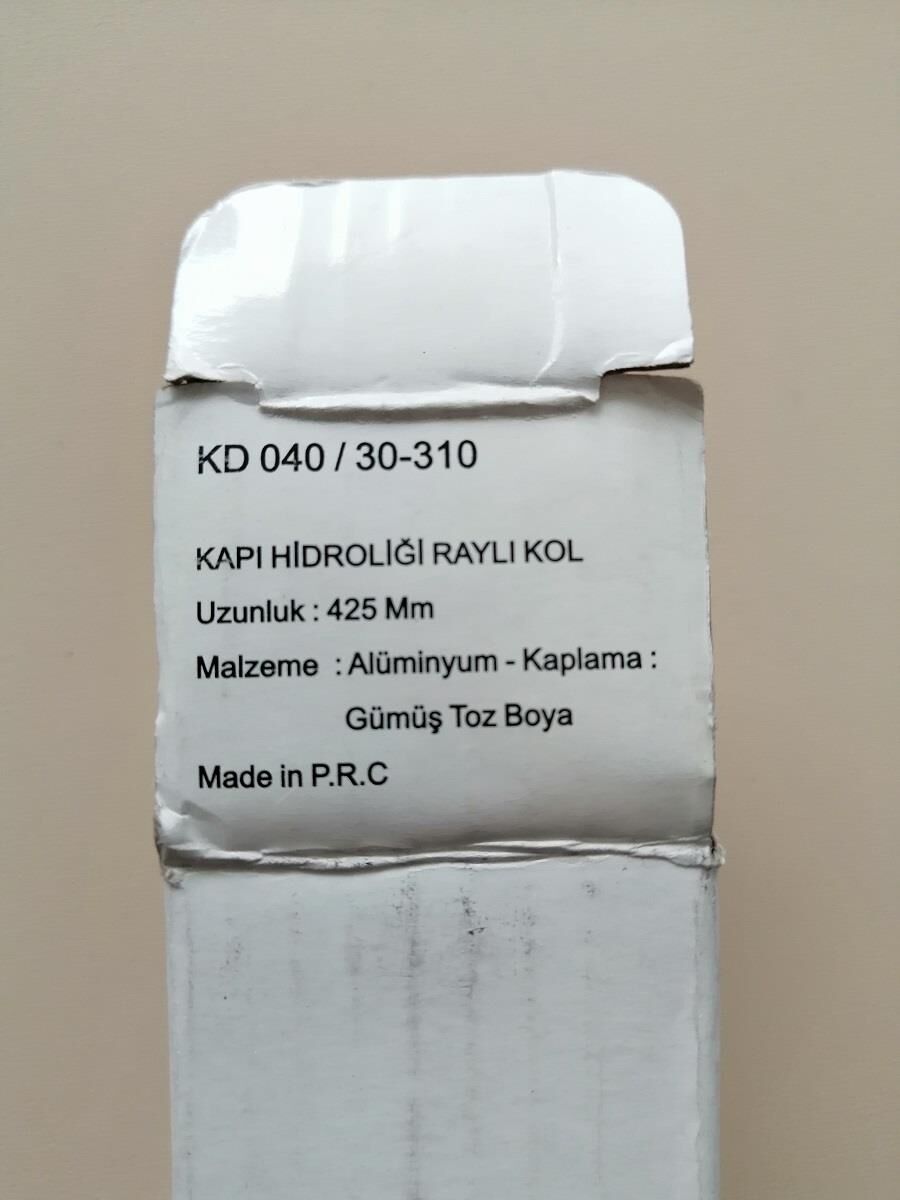 KD 040 / 30-310
KAPI HİDROLİĞİ RAYLI KOL
Uzunluk : 425 Mm
Malzeme : Alüminyum - Kaplama :
Gümüş Toz Boya
Made in P.R.C